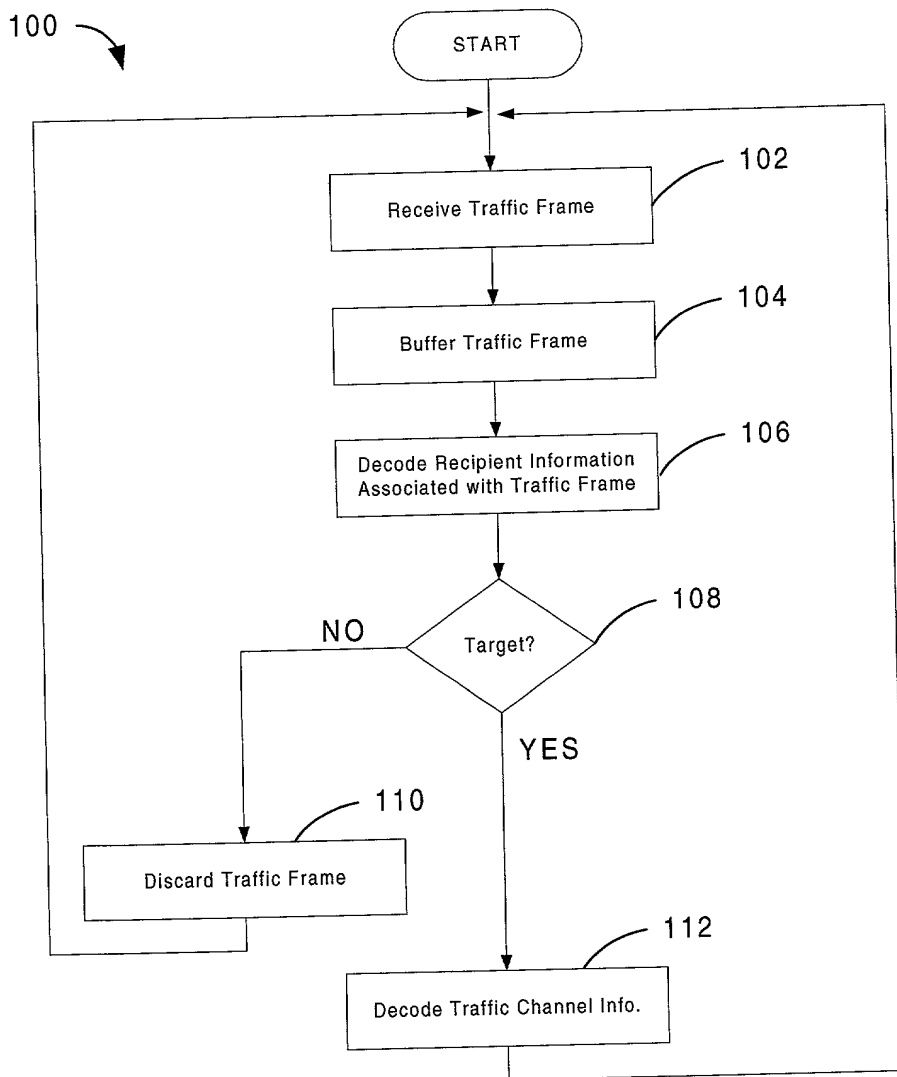 100
START
102
Receive Traffic Frame
104
Buffer Traffic Frame
106
Decode Recipient Information
Associated with Traffic Frame
108
Target?
NO
YES
110
Discard Traffic Frame
112
Decode Traffic Channel Info.